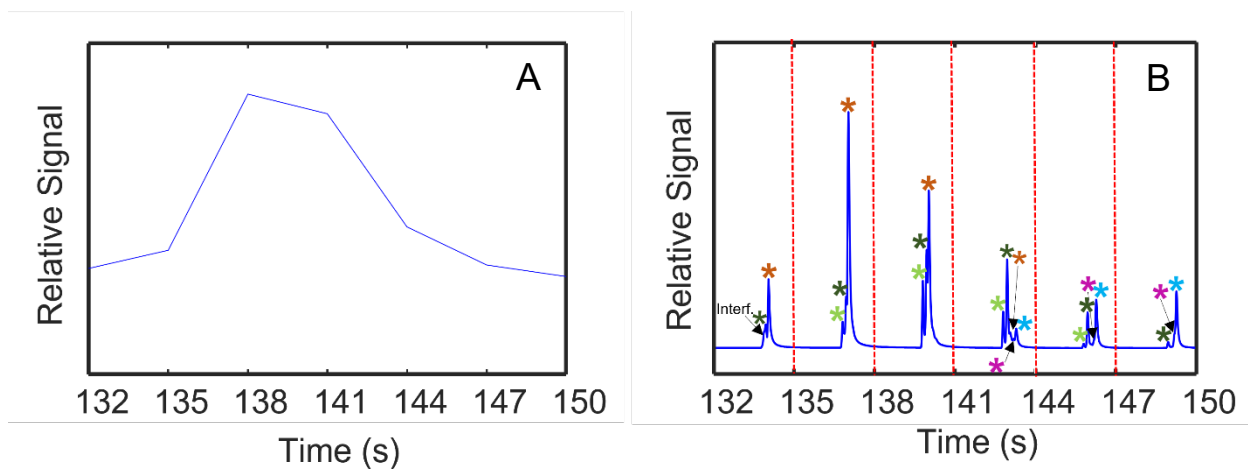 A
Relative Signal
132 135 138 141 144 147 150
Time (s)
B
Relative Signal
Interf.
132 135 138 141 144 147 150
Time (s)